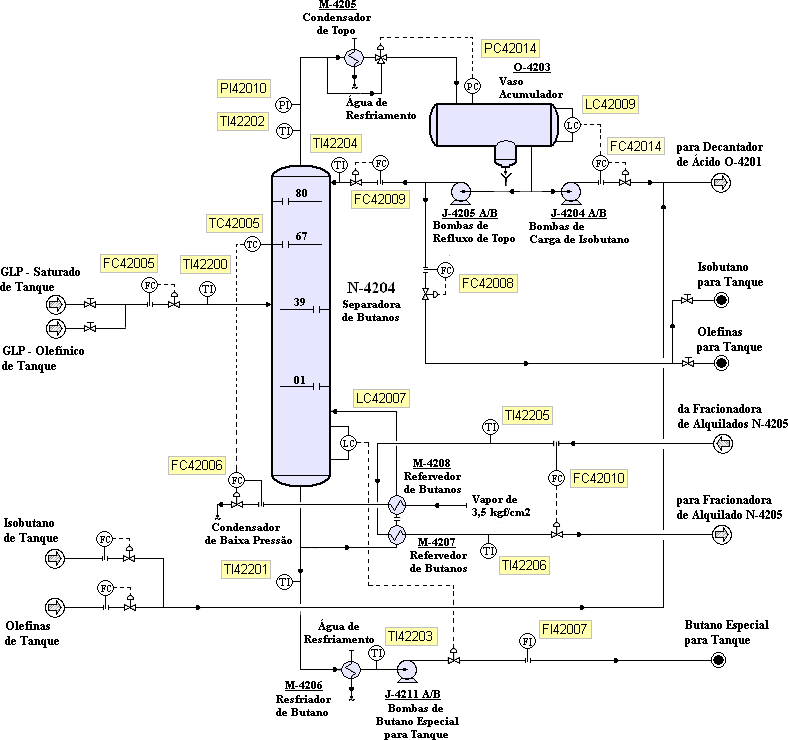 M-4205
Condensador
de Topo
PC42014
O-4203
Vaso
Acumulador
PI42010
PI
Água de
Resfriamento
PC
LC42009
TI42202
TI
LC
TI42204
FC42014
TI
FC
FC
para Decantador
de Ácido O-4201
80
FC42009
J-4205 A/B
Bombas de
Refluxo de Topo
J-4204 A/B
Bombas de
Carga de Isobutano
TC42005
TC
67
FC42005
TI42200
GLP - Saturado
de Tanque
FC
TI
FC
FC42008
Isobutano
para Tanque
N-4204
Separadora
de Butanos
39
GLP - Olefínico
de Tanque
Olefinas
para Tanque
01
LC42007
TI42205
da Fracionadora
de Alquilados N-4205
TI
LC
FC42006
FC
M-4208
Refervedor
de Butanos
FC
FC42010
Vapor de
3,5 kgf/cm2
para Fracionadora
de Alquilado N-4205
Condensador
de Baixa Pressão
Isobutano
de Tanque
FC
M-4207
Refervedor
de Butanos
TI
TI42206
TI42201
TI
FC
Olefinas
de Tanque
Água de
Resfriamento
TI42203
FI42007
Butano Especial
para Tanque
TI
FI
M-4206
Resfriador
de Butano
J-4211 A/B
Bombas de
Butano Especial
para Tanque